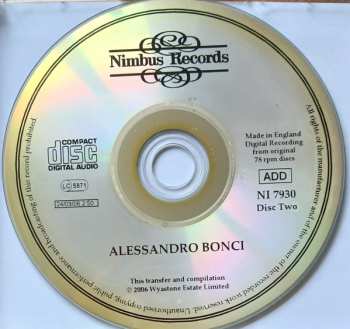 Nimbus Records
COMPACT
disc
DIGITAL AUDIO
LC 5871
Made in England
Digital Recording
from original
78 rpm discs
ADD
NI 7930
Disc Two
ALESSANDRO BONCI
This transfer and compilation
© 2006 Wyastone Estate Limited
All rights of the manufacturer and of the owner of the recorded work reserved. Unauthorised copying, public performance and broadcasting of this record prohibited